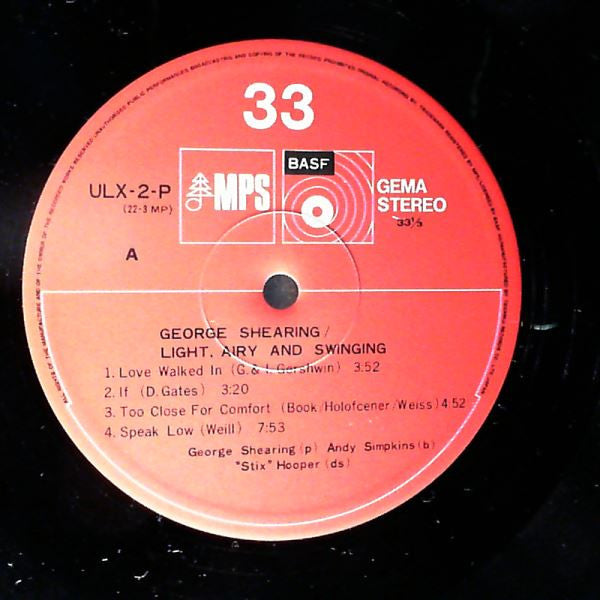 33
BASF
MPS
GEMA
STEREO
33⅓
ULX-2-P
(22-3 MP)
A
GEORGE SHEARING /
LIGHT, AIRY AND SWINGING
1. Love Walked In (G. & I. Gershwin) 3:52
2. If (D. Gates) 3:20
3. Too Close For Comfort (Book/Holofcener/Weiss) 4:52
4. Speak Low (Weill) 7:53
George Shearing (p) Andy Simpkins (b)
"Stix" Hooper (ds)